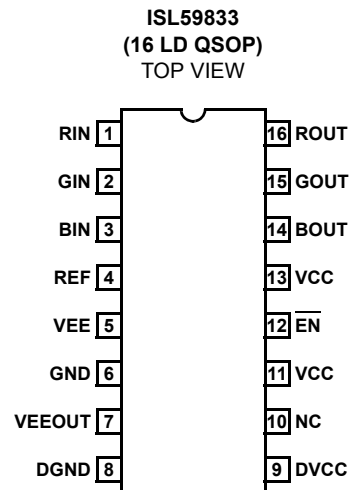 ISL59833
(16 LD QSOP)
TOP VIEW
RIN 1 16 ROUT
GIN 2 15 GOUT
BIN 3 14 BOUT
REF 4 13 VCC
VEE 5 12 EN
GND 6 11 VCC
VEEOUT 7 10 NC
DGND 8 9 DVCC